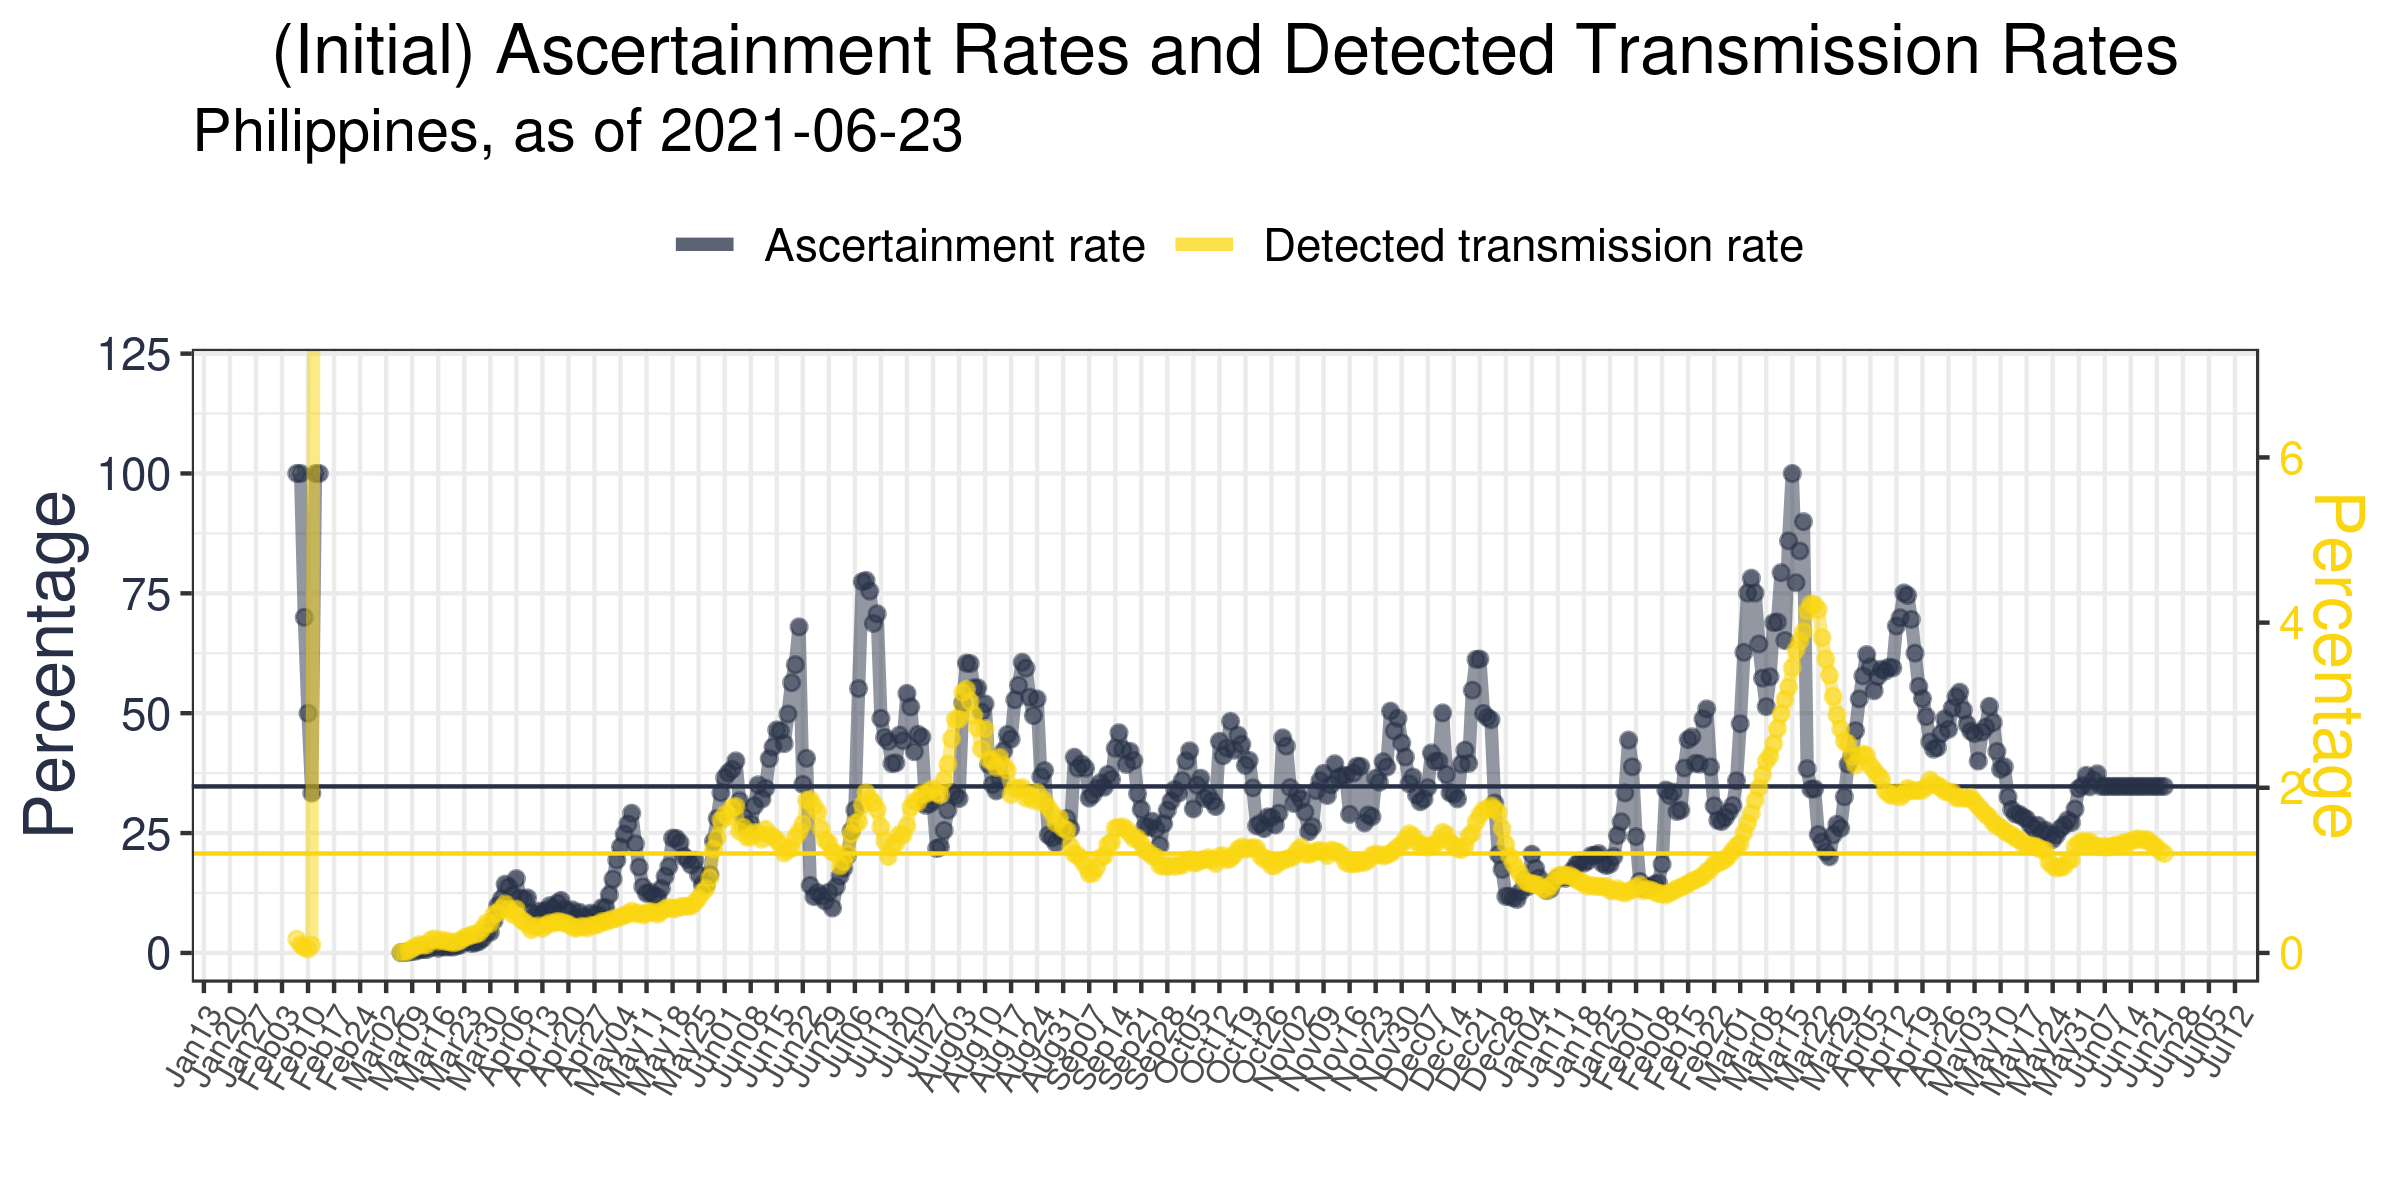 (Initial) Ascertainment Rates and Detected Transmission Rates
Philippines, as of 2021-06-23
Ascertainment rate
Detected transmission rate
Percentage
125
100
75
50
25
0
6
4
2
0
Percentage
Jan13
Jan20
Jan27
Feb03
Feb10
Feb17
Feb24
Mar02
Mar09
Mar16
Mar23
Mar30
Apr06
Apr13
Apr20
Apr27
May04
May11
May18
May25
Jun01
Jun08
Jun15
Jun22
Jun29
Jul06
Jul13
Jul20
Jul27
Aug03
Aug10
Aug17
Aug24
Aug31
Sep07
Sep14
Sep21
Sep28
Oct05
Oct12
Oct19
Oct26
Nov02
Nov09
Nov16
Nov23
Nov30
Dec07
Dec14
Dec21
Dec28
Jan04
Jan11
Jan18
Jan25
Feb01
Feb08
Feb15
Feb22
Mar01
Mar08
Mar15
Mar22
Mar29
Apr05
Apr12
Apr19
Apr26
May03
May10
May17
May24
May31
Jun07
Jun14
Jun21
Jun28
Jul05
Jul12